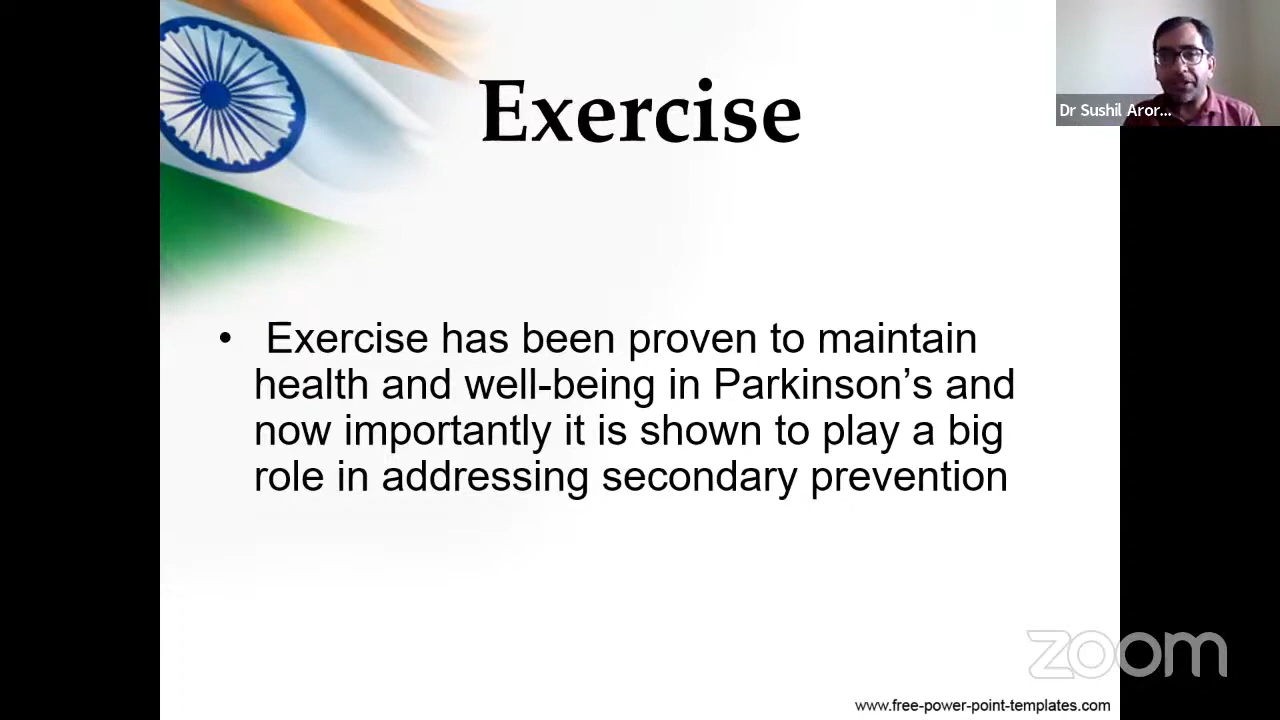 Exercise
Dr Sushil Aror...
• Exercise has been proven to maintain
health and well-being in Parkinson’s and
now importantly it is shown to play a big
role in addressing secondary prevention
zoom
www.free-power-point-templates.com